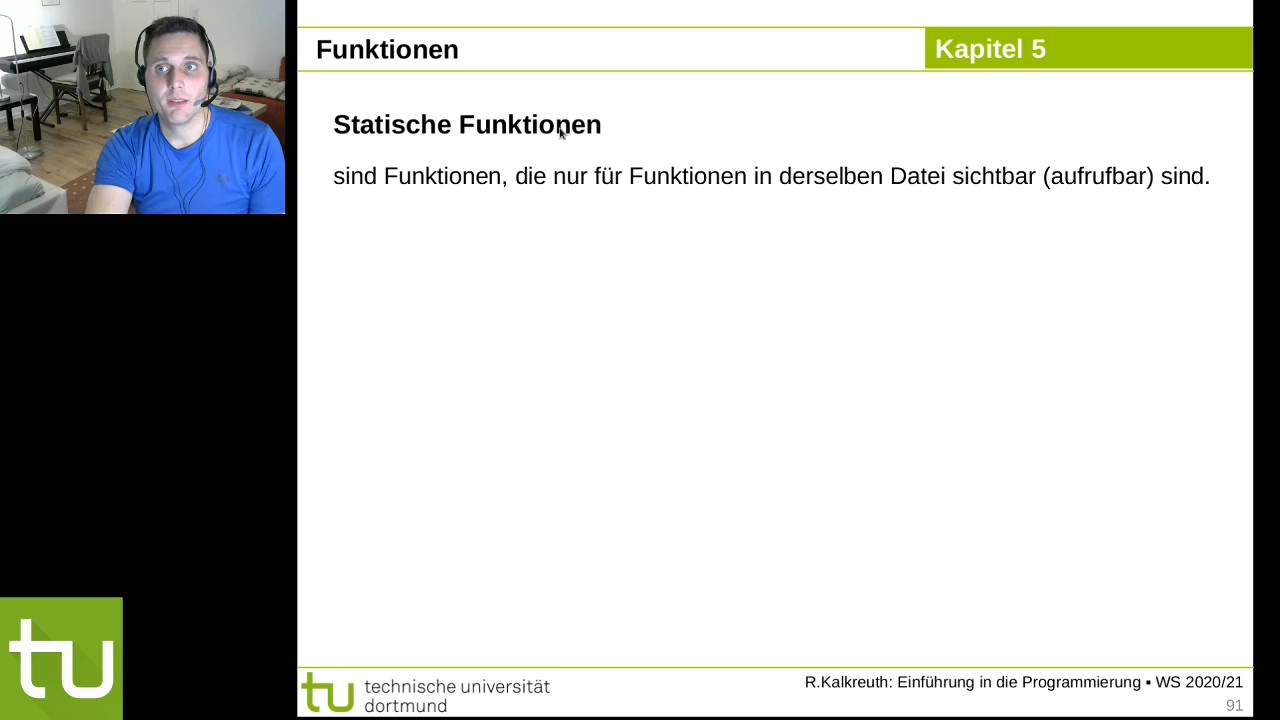 Funktionen
Kapitel 5
Statische Funktionen
sind Funktionen, die nur für Funktionen in derselben Datei sichtbar (aufrufbar) sind.
tu
tu
technische universität
dortmund
R.Kalkreuth: Einführung in die Programmierung ▪ WS 2020/21
91